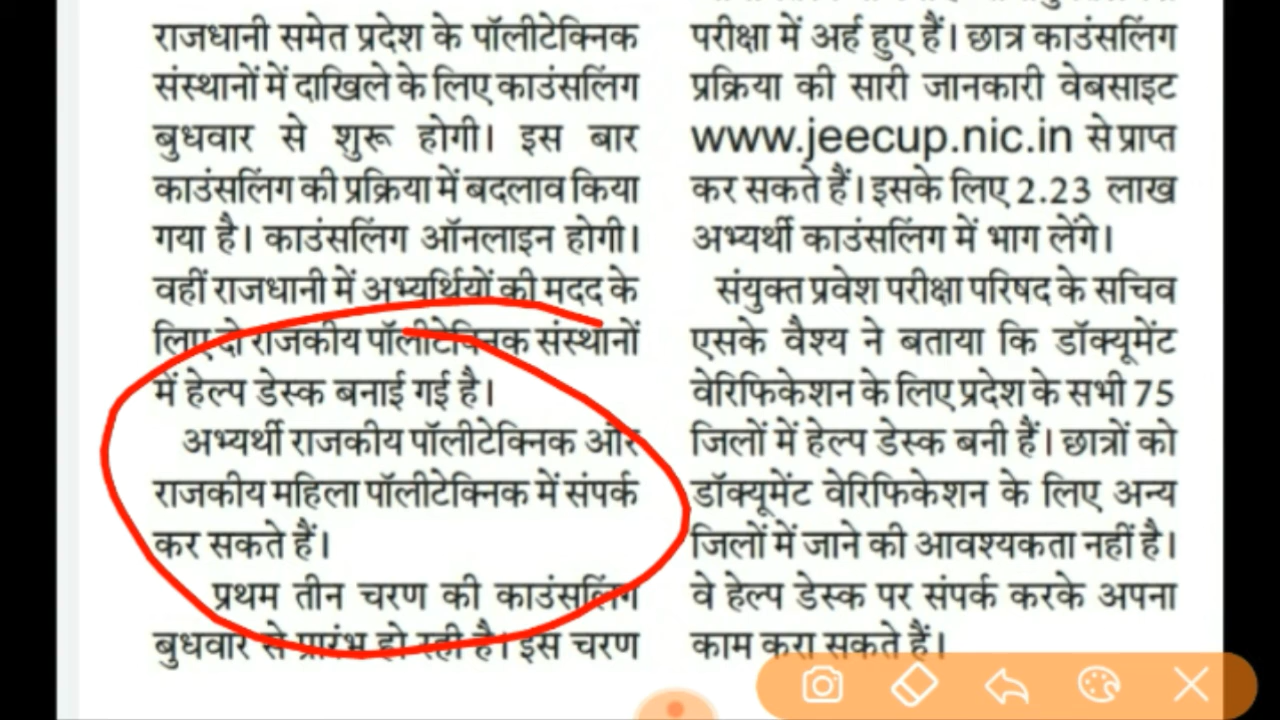 राजधानी समेत प्रदेश के पॉलीटेक्निक
संस्थानों में दाखिले के लिए काउंसलिंग
बुधवार से शुरू होगी। इस बार
काउंसलिंग की प्रक्रिया में बदलाव किया
गया है। काउंसलिंग ऑनलाइन होगी।
वहीं राजधानी में अभ्यर्थियों की मदद के
लिए दो राजकीय पॉलीटेक्निक संस्थानों
में हेल्प डेस्क बनाई गई है।
अभ्यर्थी राजकीय पॉलीटेक्निक और
राजकीय महिला पॉलीटेक्निक में संपर्क
कर सकते हैं।
प्रथम तीन चरण की काउंसलिंग
बुधवार से प्रारंभ हो रही है। इस चरण
परीक्षा में अर्ह हुए हैं। छात्र काउंसलिंग
प्रक्रिया की सारी जानकारी वेबसाइट
www.jeecup.nic.in से प्राप्त
कर सकते हैं। इसके लिए 2.23 लाख
अभ्यर्थी काउंसलिंग में भाग लेंगे।
संयुक्त प्रवेश परीक्षा परिषद के सचिव
एसके वैश्य ने बताया कि डॉक्यूमेंट
वेरिफिकेशन के लिए प्रदेश के सभी 75
जिलों में हेल्प डेस्क बनी हैं। छात्रों को
डॉक्यूमेंट वेरिफिकेशन के लिए अन्य
जिलों में जाने की आवश्यकता नहीं है।
वे हेल्प डेस्क पर संपर्क करके अपना
काम करा सकते हैं।